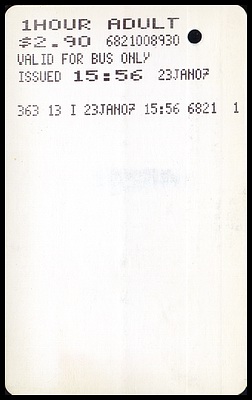 1HOUR ADULT
$2.90 6821008930
VALID FOR BUS ONLY
ISSUED 15:56 23JAN07
363 13 I 23JAN07 15:56 6821 1